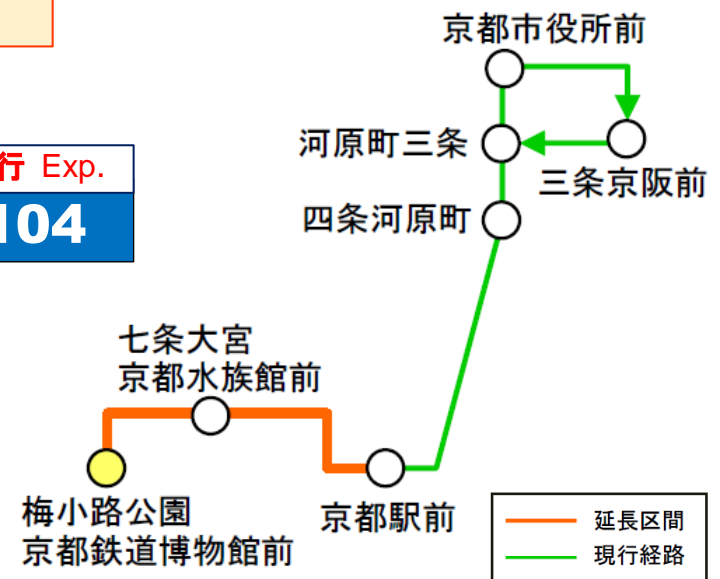 京都市役所前
河原町三条
三条京阪前
行 Exp.
104
四条河原町
七条大宮
京都水族館前
梅小路公園
京都鉄道博物館前
京都駅前
延長区間
現行経路